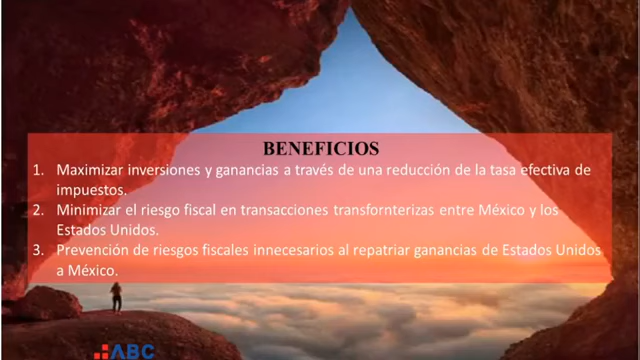 BENEFICIOS
1. Maximizar inversiones y ganancias a través de una reducción de la tasa efectiva de
impuestos.
2. Minimizar el riesgo fiscal en transacciones transfornterizas entre México y los
Estados Unidos.
3. Prevención de riesgos fiscales innecesarios al repatriar ganancias de Estados Unidos
a México.
ABC